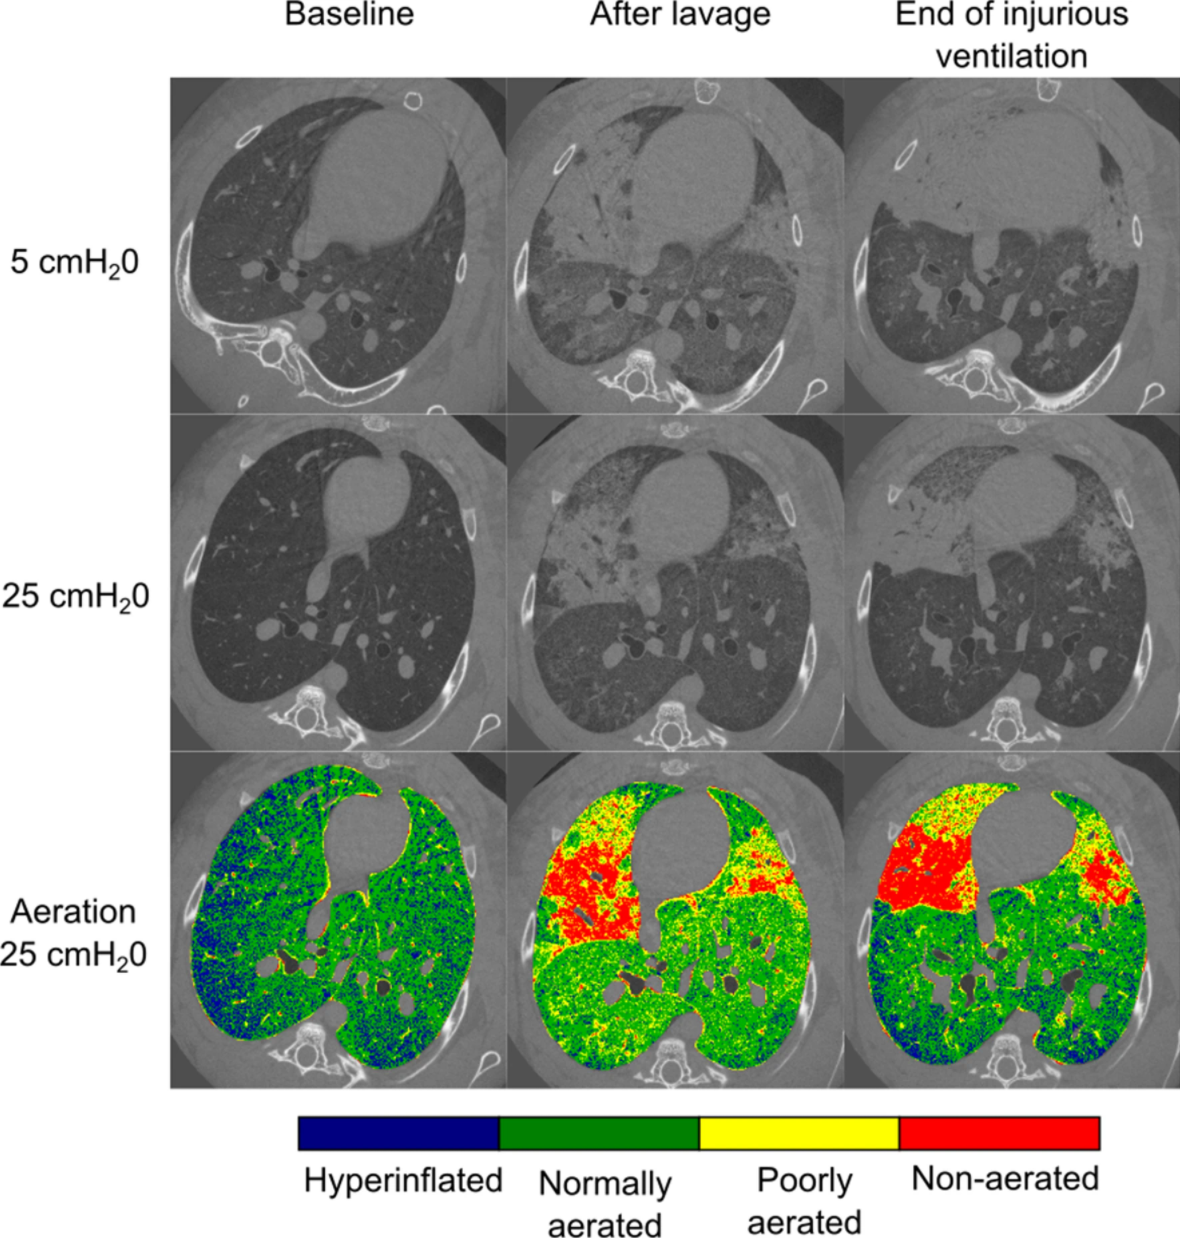 Baseline
After lavage
End of injurious
ventilation
5 cmH₂0
25 cmH₂0
Aeration
25 cmH₂0
Hyperinflated
Normally
aerated
Poorly
aerated
Non-aerated